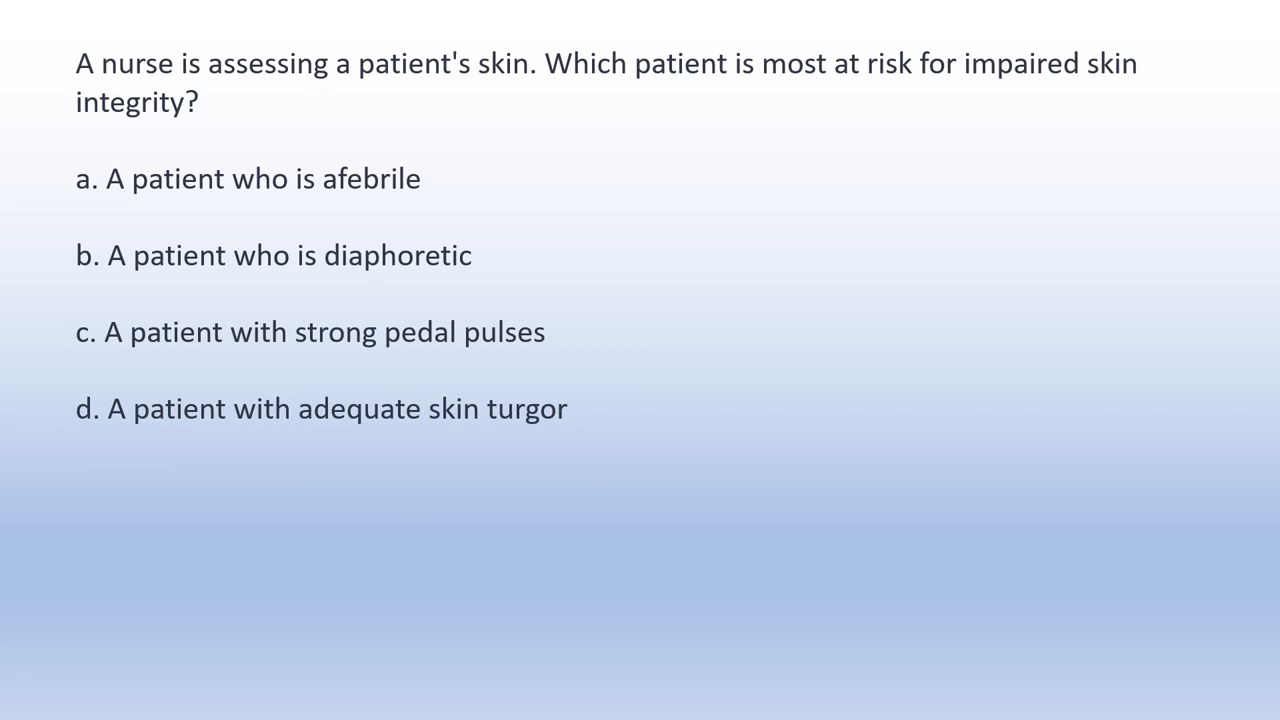 A nurse is assessing a patient's skin. Which patient is most at risk for impaired skin
integrity?
a. A patient who is afebrile
b. A patient who is diaphoretic
c. A patient with strong pedal pulses
d. A patient with adequate skin turgor